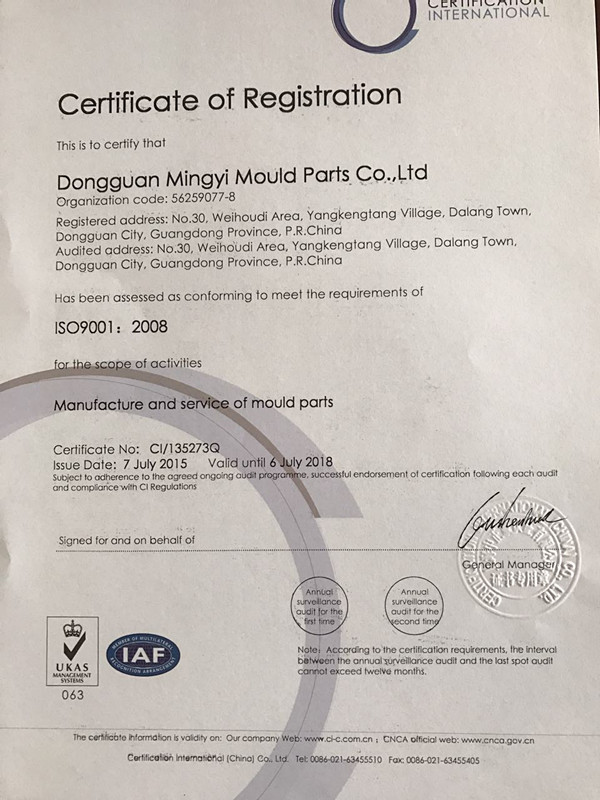 CERTIFICATION
INTERNATIONAL
Certificate of Registration
This is to certify that
Dongguan Mingyi Mould Parts Co.,Ltd
Organization code: 56259077-8
Registered address: No.30, Weihoudi Area, Yangkengtang Village, Dalang Town,
Dongguan City, Guangdong Province, P.R.China
Audited address: No.30, Weihoudi Area, Yangkengtang Village, Dalang Town,
Dongguan City, Guangdong Province, P.R.China
Has been assessed as conforming to meet the requirements of
ISO9001：2008
for the scope of activities
Manufacture and service of mould parts
Certificate No: CI/135273Q
Issue Date: 7 July 2015 Valid until 6 July 2018
Subject to adherence to the agreed ongoing audit programme, successful endorsement of certification following each audit
and compliance with CI Regulations
Signed for and on behalf of
General Manager
证书专用章
Annual
surveillance
audit for the
first time
Annual
surveillance
audit for the
second time
UKAS
MANAGEMENT
SYSTEMS
063
MEMBER OF MULTILATERAL
IAF
RECOGNITION ARRANGEMENT
Note: According to the certification requirements, the interval
between the annual surveillance audit and the last spot audit
cannot exceed twelve months.
The certificate information is validity on: Our company Web: www.ci-c.com.cn ; CNCA official web: www.cnca.gov.cn
Certification International (China) Co., Ltd. Tel: 0086-021-63455510 Fax: 0086-021-63455405